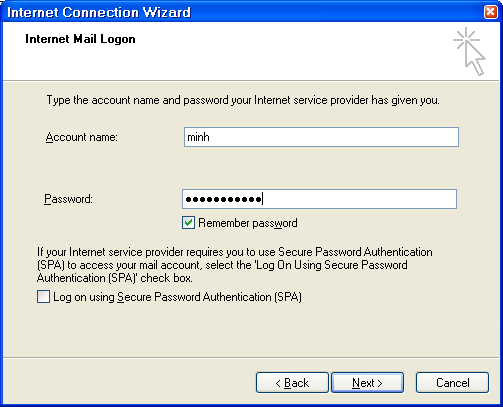 Internet Connection Wizard
Internet Mail Logon
Type the account name and password your Internet service provider has given you.
Account name:
minh
Password:
●●●●●●●●●●●
Remember password
If your Internet service provider requires you to use Secure Password Authentication
(SPA) to access your mail account, select the 'Log On Using Secure Password
Authentication (SPA)' check box.
Log on using Secure Password Authentication (SPA)
< Back
Next >
Cancel